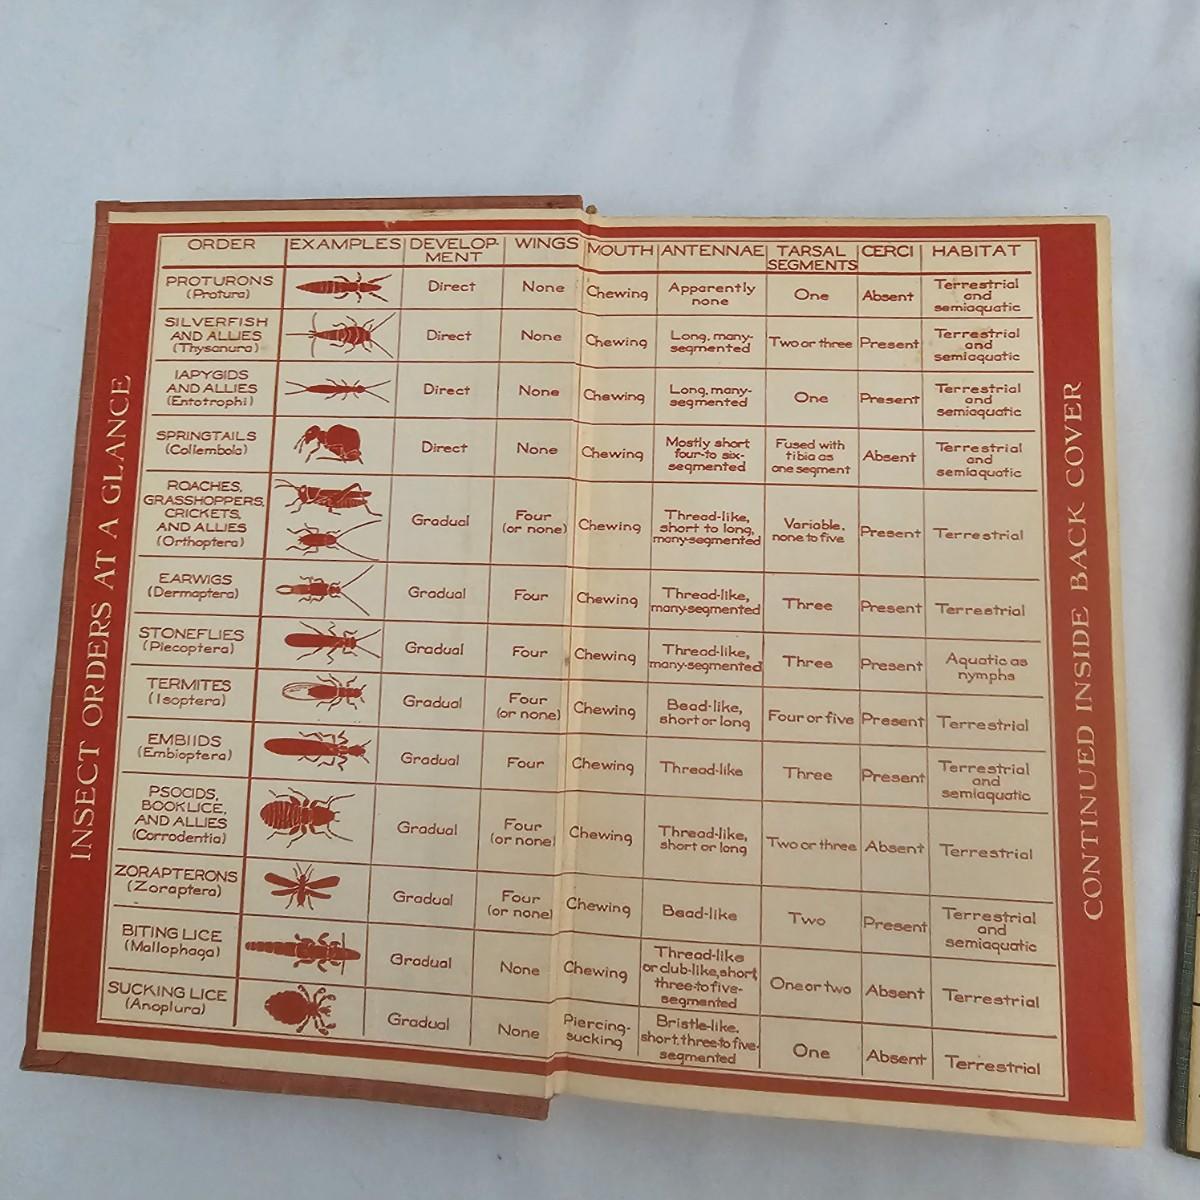 INSECT ORDERS AT A GLANCE
ORDER EXAMPLES DEVELOP- WINGS MOUTH ANTENNAE TARSAL CERCI HABITAT
MENT SEGMENTS
PROTURONS
(Protura)
Direct
None
Chewing
Apparently
none
One
Absent
Terrestrial
and
semiaquatic
SILVERFISH
AND ALLIES
(Thysanura)
Direct
None
Chewing
Long, many-
segmented
Two or three
Present
Terrestrial
and
semiaquatic
IAPYGIDS
AND ALLIES
(Entotrophi)
Direct
None
Chewing
Long, many-
segmented
One
Present
Terrestrial
and
semiaquatic
SPRINGTAILS
(Collembola)
Direct
None
Chewing
Mostly short
four-to six-
segmented
Fused with
tibia as
one segment
Absent
Terrestrial
and
semiaquatic
ROACHES,
GRASSHOPPERS,
CRICKETS,
AND ALLIES
(Orthoptera)
Gradual
Four
(or none)
Chewing
Thread-like,
short to long,
many-segmented
Variable,
none to five
Present
Terrestrial
EARWIGS
(Dermaptera)
Gradual
Four
Chewing
Thread-like,
many-segmented
Three
Present
Terrestrial
STONEFLIES
(Plecoptera)
Gradual
Four
Chewing
Thread-like,
many-segmented
Three
Present
Aquatic as
nymphs
TERMITES
(Isoptera)
Gradual
Four
(or none)
Chewing
Bead-like,
short or long
Four or five
Present
Terrestrial
EMBIIDS
(Embioptera)
Gradual
Four
Chewing
Thread-like
Three
Present
Terrestrial
and
semiaquatic
PSOCIDS,
BOOKLICE,
AND ALLIES
(Corrodentia)
Gradual
Four
(or none)
Chewing
Thread-like,
short or long
Two or three
Absent
Terrestrial
ZORAPTERONS
(Zoraptera)
Gradual
Four
(or none)
Chewing
Bead-like
Two
Present
Terrestrial
and
semiaquatic
BITING LICE
(Mallophaga)
Gradual
None
Chewing
Thread-like
or club-like, short,
three-to five-
segmented
One or two
Absent
Terrestrial
SUCKING LICE
(Anoplura)
Gradual
None
Piercing-
sucking
Bristle-like,
short, three-to five-
segmented
One
Absent
Terrestrial
CONTINUED INSIDE BACK COVER